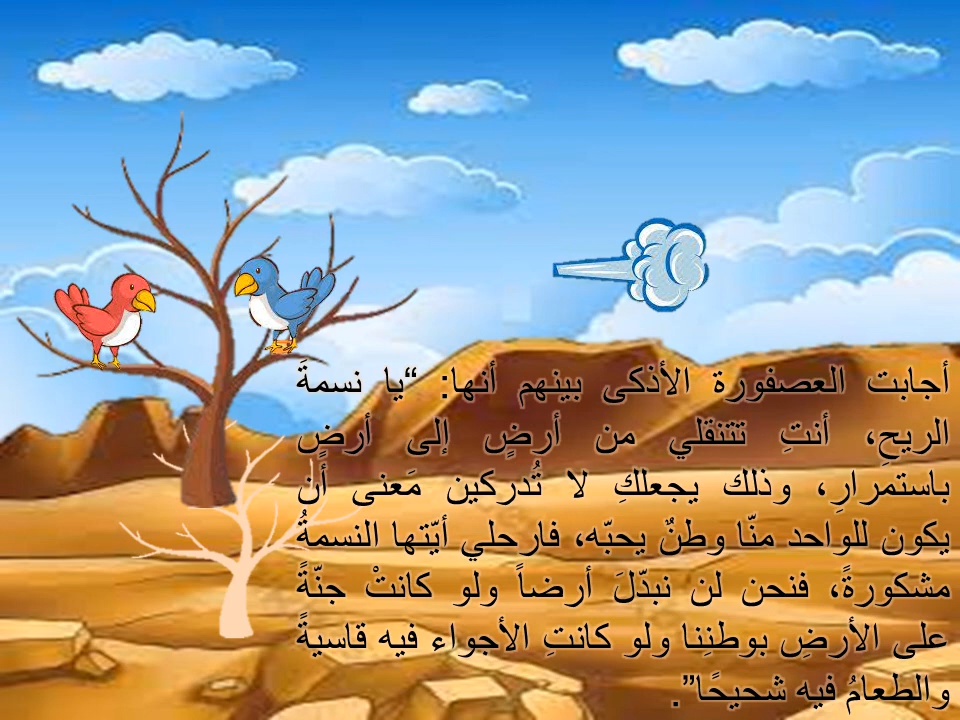 أجابت العصفورة الأذكى بينهم أنها: “يا نسمةَ
الريحِ، أنتِ تتنقلي من أرضٍ إلى أرضٍ
باستمرارِ، وذلك يجعلكِ لا تُدركين مَعنى أن
يكون للواحد منّا وطنٌ يحبّه، فارحلي أيّتها النسمةُ
مشكورةً، فنحن لن نبدّلَ أرضاً ولو كانتْ جنّةً
على الأرضِ بوطنِنا ولو كانتِ الأجواء فيه قاسيةً
والطعامُ فيه شحيحًا”.